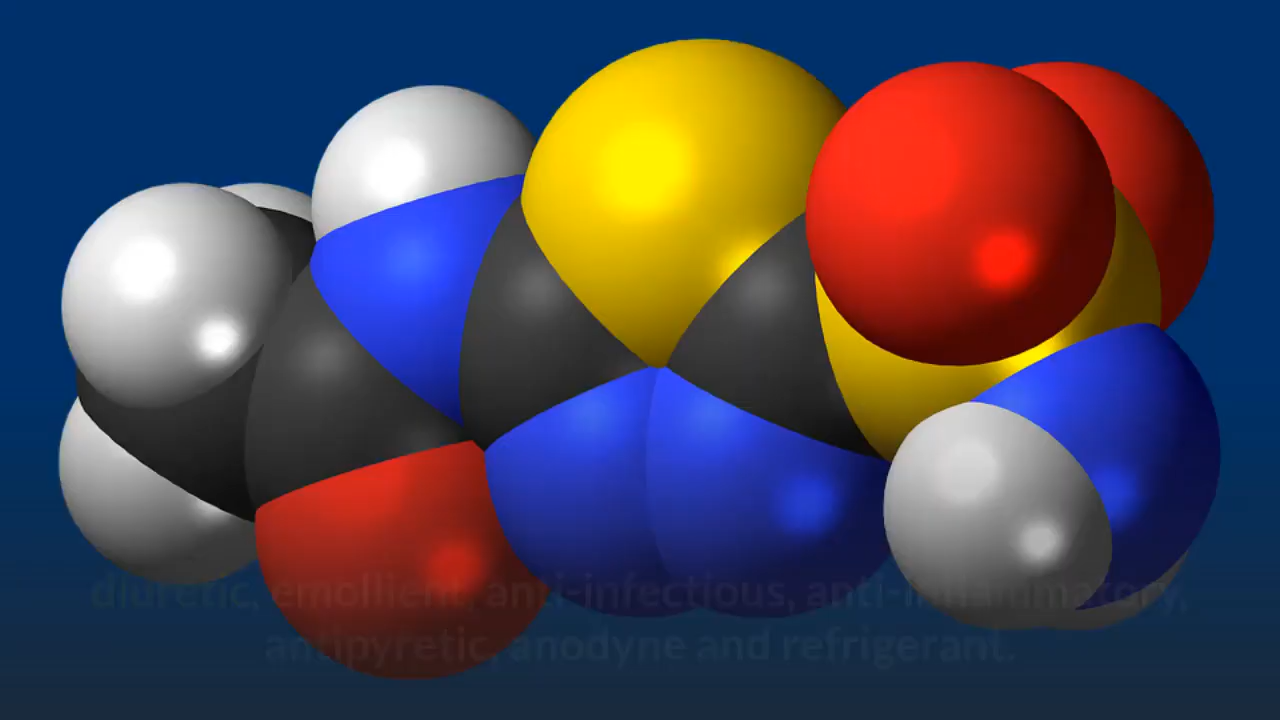 diuretic, emollient, anti-infectious, anti-inflammatory,
antipyretic, anodyne and refrigerant.